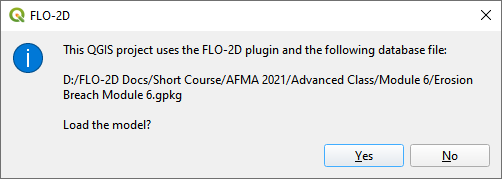 FLO-2D
This QGIS project uses the FLO-2D plugin and the following database file:
D:/FLO-2D Docs/Short Course/AFMA 2021/Advanced Class/Module 6/Erosion
Breach Module 6.gpkg
Load the model?
Yes No